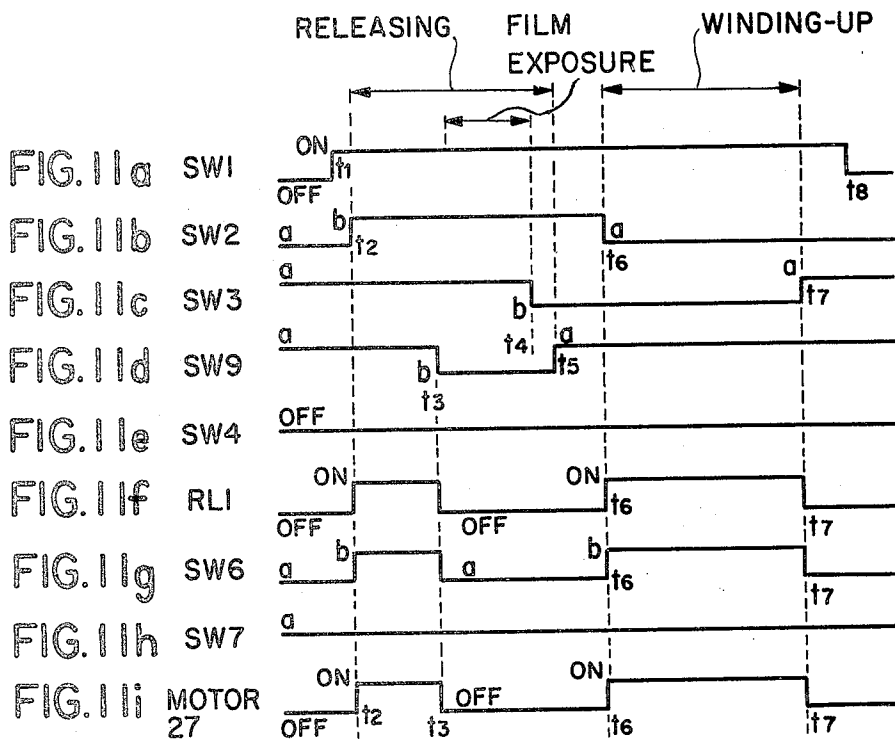 RELEASING FILM EXPOSURE WINDING-UP
FIG. 11a SW1 ON OFF t1 t8
FIG. 11b SW2 a b t2 a t6
FIG. 11c SW3 a b t4 a t7
FIG. 11d SW9 a b t3 a t5
FIG. 11e SW4 OFF
FIG. 11f RL1 OFF ON OFF ON t6 t7
FIG. 11g SW6 a b a b t6 t7
FIG. 11h SW7 a
FIG. 11i MOTOR 27 OFF ON t2 t3 OFF ON t6 t7